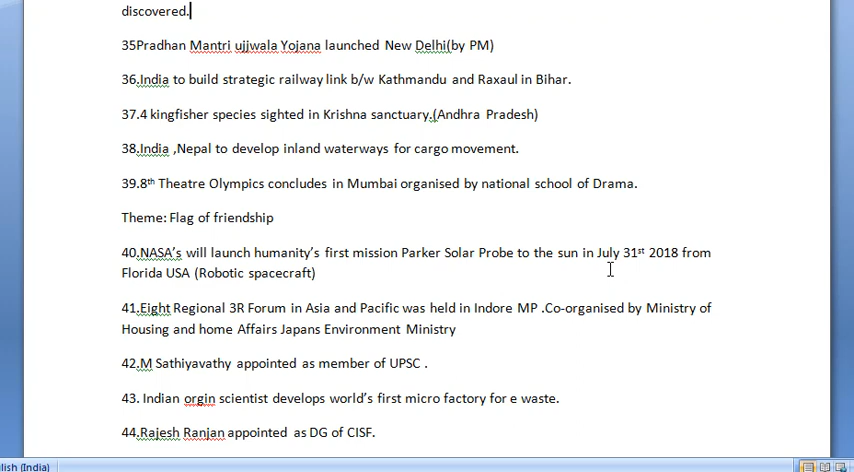 discovered.
35Pradhan Mantri ujjwala Yojana launched New Delhi(by PM)
36.India to build strategic railway link b/w Kathmandu and Raxaul in Bihar.
37.4 kingfisher species sighted in Krishna sanctuary.(Andhra Pradesh)
38.India ,Nepal to develop inland waterways for cargo movement.
39.8th Theatre Olympics concludes in Mumbai organised by national school of Drama.
Theme: Flag of friendship
40.NASA's will launch humanity's first mission Parker Solar Probe to the sun in July 31st 2018 from
Florida USA (Robotic spacecraft)
41.Eight Regional 3R Forum in Asia and Pacific was held in Indore MP .Co-organised by Ministry of
Housing and home Affairs Japans Environment Ministry
42.M Sathiyavathy appointed as member of UPSC .
43. Indian orgin scientist develops world's first micro factory for e waste.
44.Rajesh Ranjan appointed as DG of CISF.
lish (India)